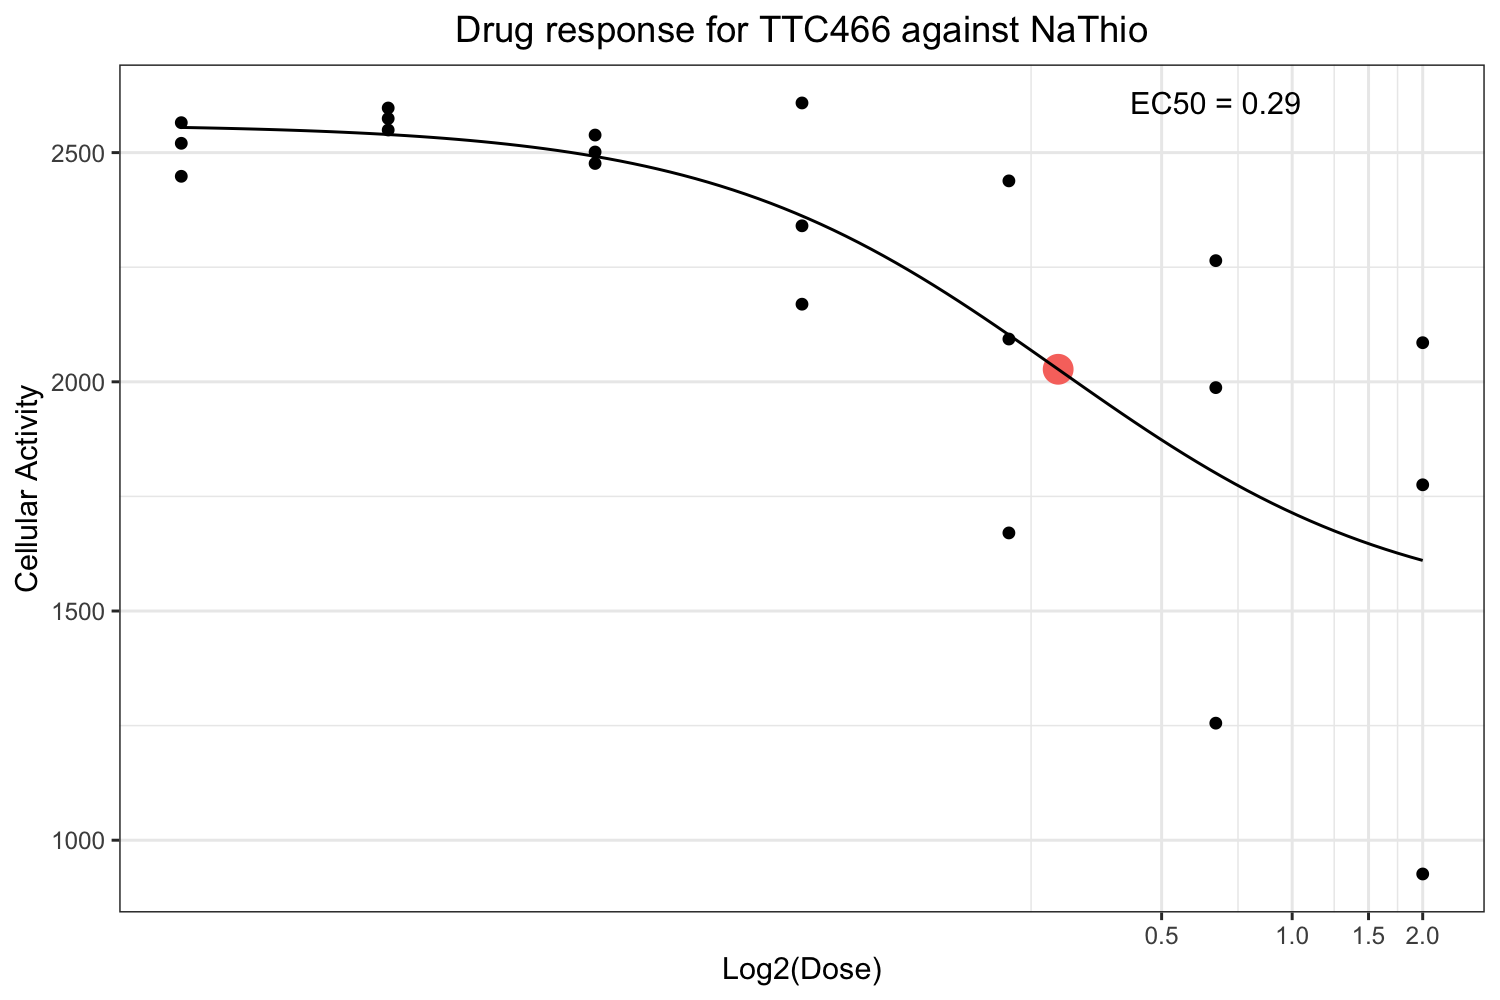 Drug response for TTC466 against NaThio
EC50 = 0.29
2500
2000
1500
1000
Cellular Activity
0.5 1.0 1.5 2.0
Log2(Dose)